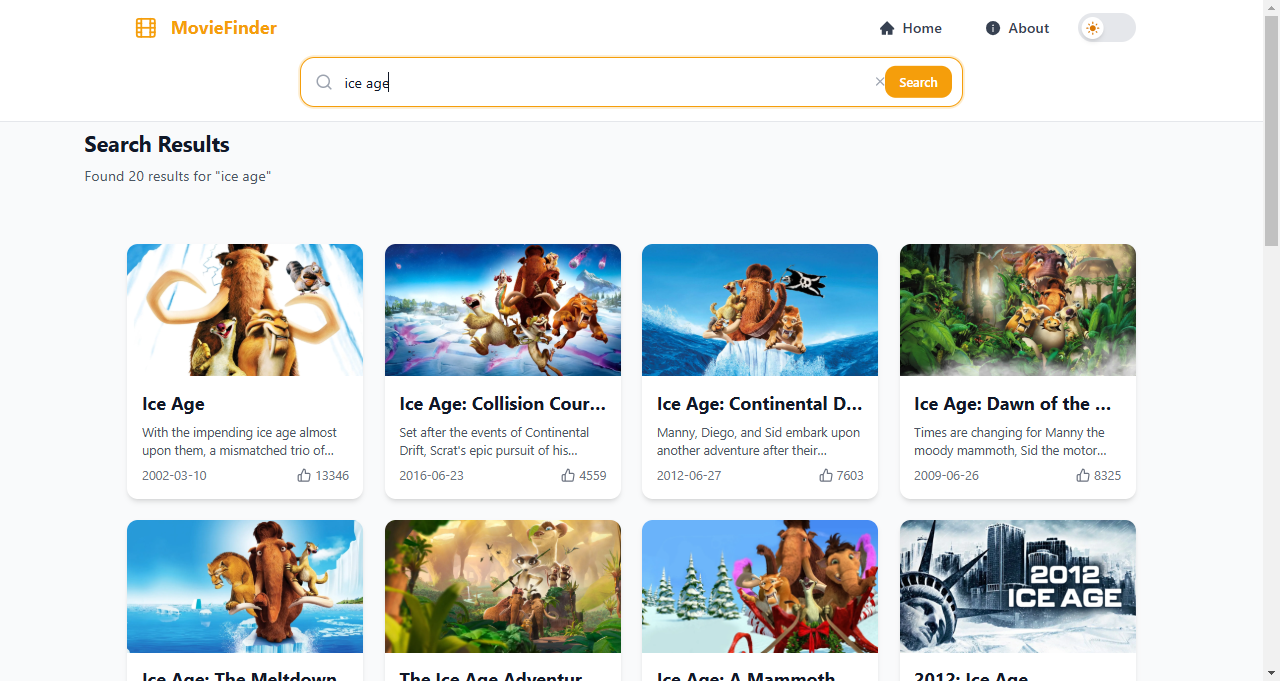 MovieFinder
Home
About
ice age
Search
Search Results
Found 20 results for "ice age"
Ice Age
With the impending ice age almost
upon them, a mismatched trio of...
2002-03-10
13346
Ice Age: Collision Cour...
Set after the events of Continental
Drift, Scrat's epic pursuit of his...
2016-06-23
4559
Ice Age: Continental D...
Manny, Diego, and Sid embark upon
another adventure after their...
2012-06-27
7603
Ice Age: Dawn of the ...
Times are changing for Manny the
moody mammoth, Sid the motor...
2009-06-26
8325
2012
ICE AGE
Ice Age: The Meltdown
The Ice Age Adventur
Ice Age: A Mammoth
2012: Ice Age